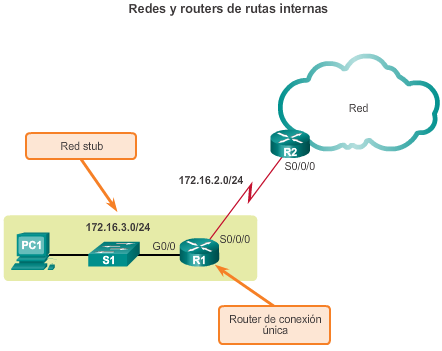 Redes y routers de rutas internas
Red
R2
S0/0/0
Red stub
172.16.2.0/24
172.16.3.0/24
PC1
S1
G0/0
S0/0/0
R1
Router de conexión
única